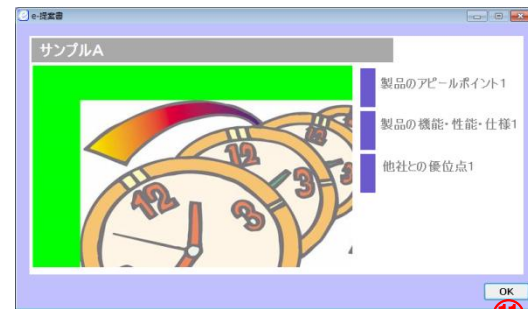 e-提案書
サンプルA
製品のアピールポイント1
製品の機能・性能・仕様1
他社との優位点1
12
12
12
3
3
3
OK
11